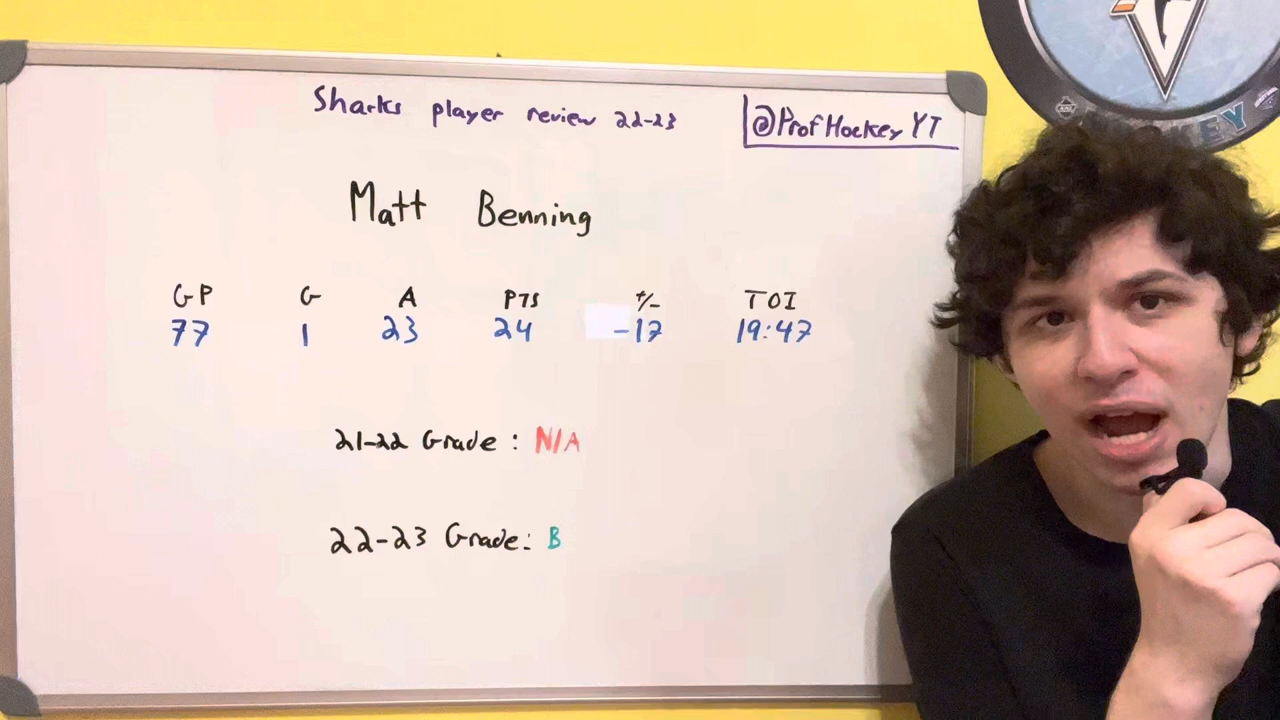 Sharks player review 22-23
@ProfHockeyYT
Matt Benning
GP G A PTS +/- TOI
77 1 23 24 -17 19:47
21-22 Grade: N/A
22-23 Grade: B